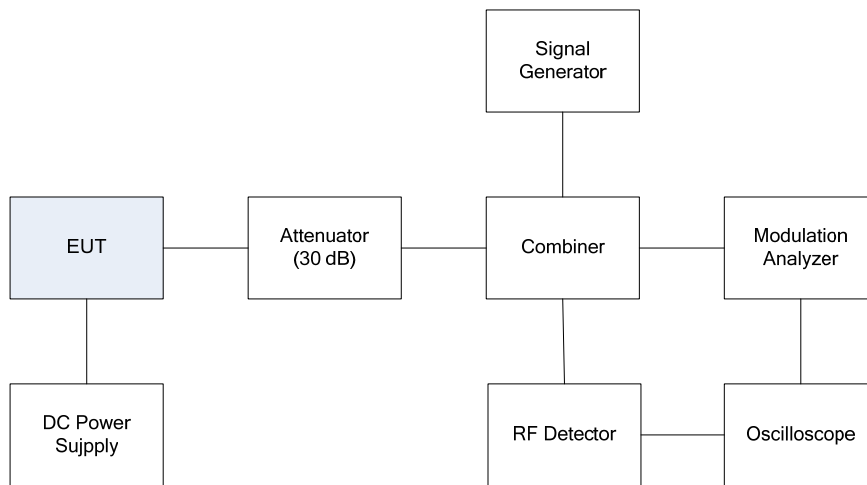 Signal
Generator
EUT
Attenuator
(30 dB)
Combiner
Modulation
Analyzer
DC Power
Sujpply
RF Detector
Oscilloscope